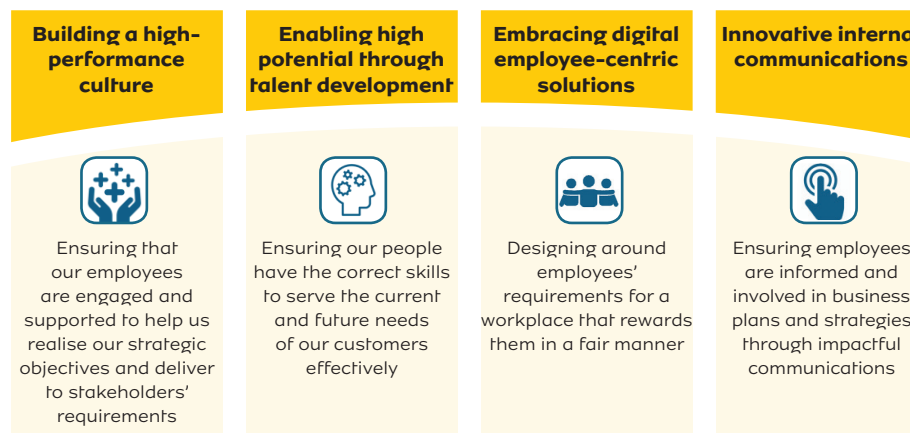 Building a high-
performance
culture
Ensuring that
our employees
are engaged and
supported to help us
realise our strategic
objectives and deliver
to stakeholders'
requirements
Enabling high
potential through
talent development
Ensuring our people
have the correct skills
to serve the current
and future needs
of our customers
effectively
Embracing digital
employee-centric
solutions
Designing around
employees'
requirements for a
workplace that rewards
them in a fair manner
Innovative interna
communications
Ensuring employees
are informed and
involved in business
plans and strategies
through impactful
communications